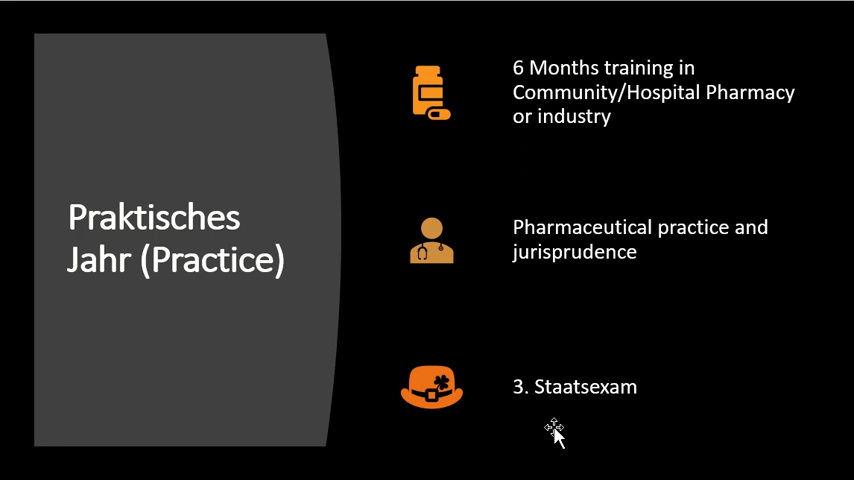 Praktisches
Jahr (Practice)
6 Months training in
Community/Hospital Pharmacy
or industry
Pharmaceutical practice and
jurisprudence
3. Staatsexam